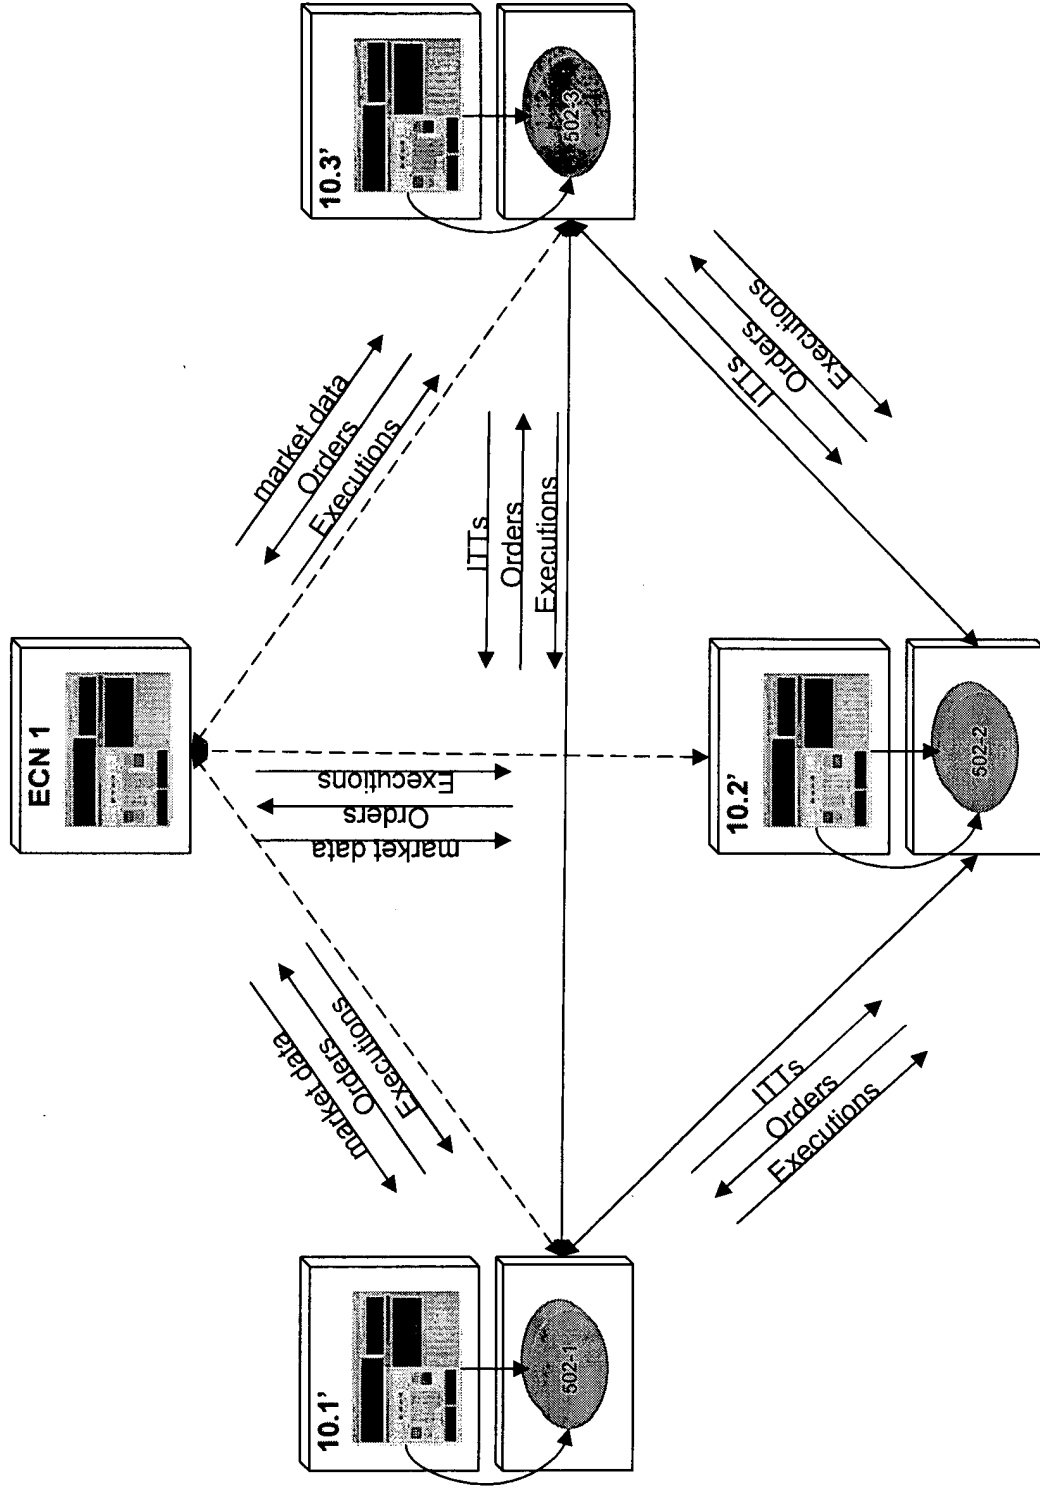 ECN 1
10.1’
502-1
10.2’
502-2
10.3’
502-3
market data
Orders
Executions
market data
Orders
Executions
market data
Orders
Executions
ITTs
Orders
Executions
ITTs
Orders
Executions
ITTs
Orders
Executions